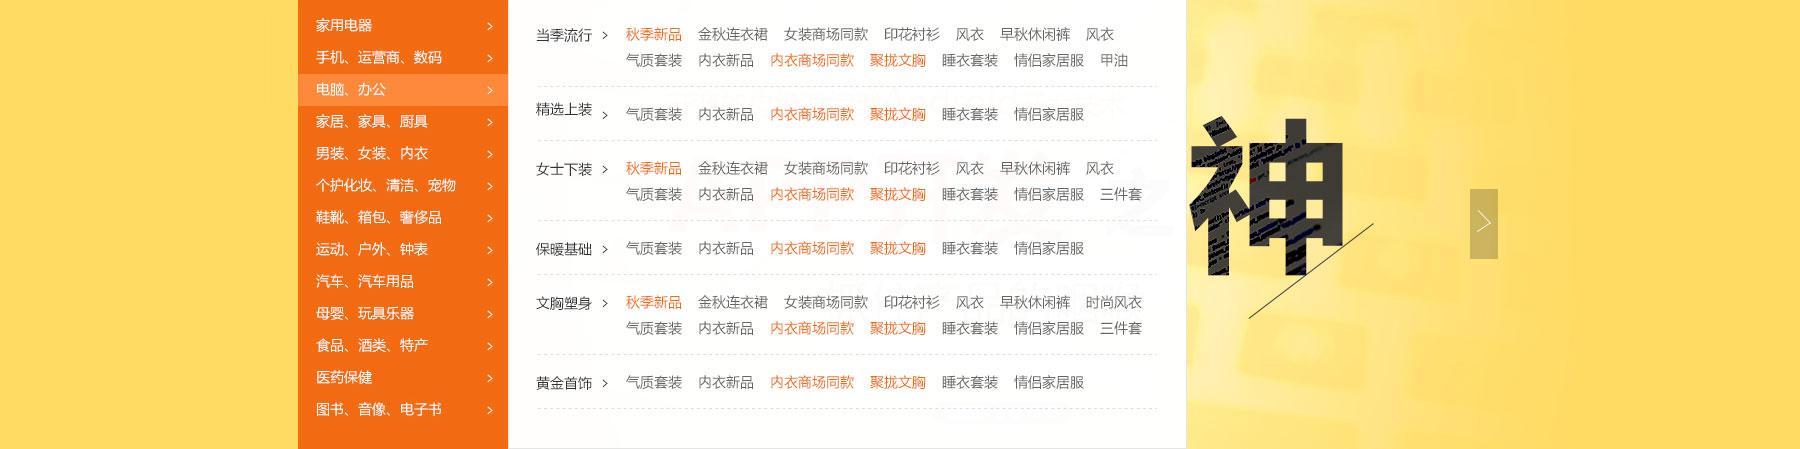 家用电器 >
手机、运营商、数码 >
电脑、办公 >
家居、家具、厨具 >
男装、女装、内衣 >
个护化妆、清洁、宠物 >
鞋靴、箱包、奢侈品 >
运动、户外、钟表 >
汽车、汽车用品 >
母婴、玩具乐器 >
食品、酒类、特产 >
医药保健 >
图书、音像、电子书 >
当季流行 > 秋季新品 金秋连衣裙 女装商场同款 印花衬衫 风衣 早秋休闲裤 风衣
气质套装 内衣新品 内衣商场同款 聚拢文胸 睡衣套装 情侣家居服 甲油
精选上装 > 气质套装 内衣新品 内衣商场同款 聚拢文胸 睡衣套装 情侣家居服
女士下装 > 秋季新品 金秋连衣裙 女装商场同款 印花衬衫 风衣 早秋休闲裤 风衣
气质套装 内衣新品 内衣商场同款 聚拢文胸 睡衣套装 情侣家居服 三件套
保暖基础 > 气质套装 内衣新品 内衣商场同款 聚拢文胸 睡衣套装 情侣家居服
文胸塑身 > 秋季新品 金秋连衣裙 女装商场同款 印花衬衫 风衣 早秋休闲裤 时尚风衣
气质套装 内衣新品 内衣商场同款 聚拢文胸 睡衣套装 情侣家居服 三件套
黄金首饰 > 气质套装 内衣新品 内衣商场同款 聚拢文胸 睡衣套装 情侣家居服
神